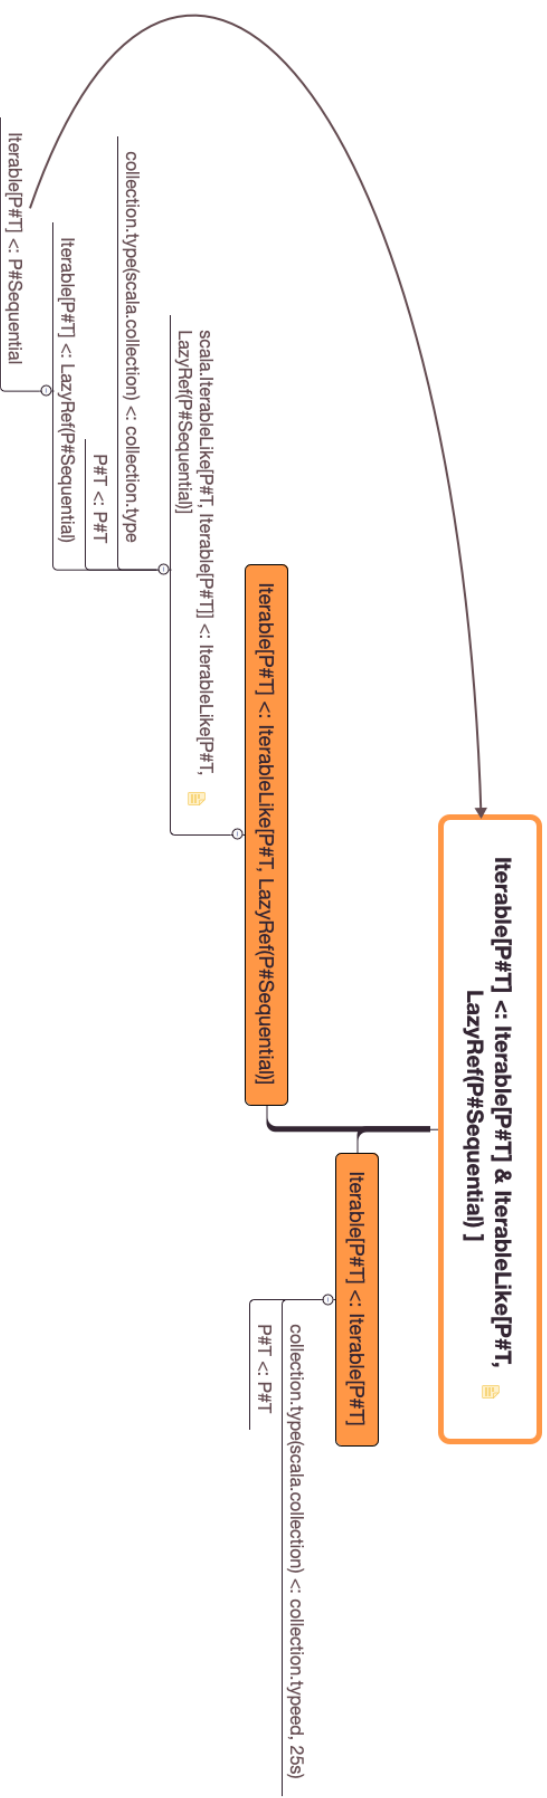 Iterable[P#T] <: Iterable[P#T] & IterableLike[P#T,
LazyRef(P#Sequential) ]
Iterable[P#T] <: Iterable[P#T]
collection.type(scala.collection) <: collection.typeed, 25s)
P#T <: P#T
Iterable[P#T] <: IterableLike[P#T, LazyRef(P#Sequential)]
scala.IterableLike[P#T, Iterable[P#T]] <: IterableLike[P#T,
LazyRef(P#Sequential)]
collection.type(scala.collection) <: collection.type
P#T <: P#T
Iterable[P#T] <: LazyRef(P#Sequential)
Iterable[P#T] <: P#Sequential